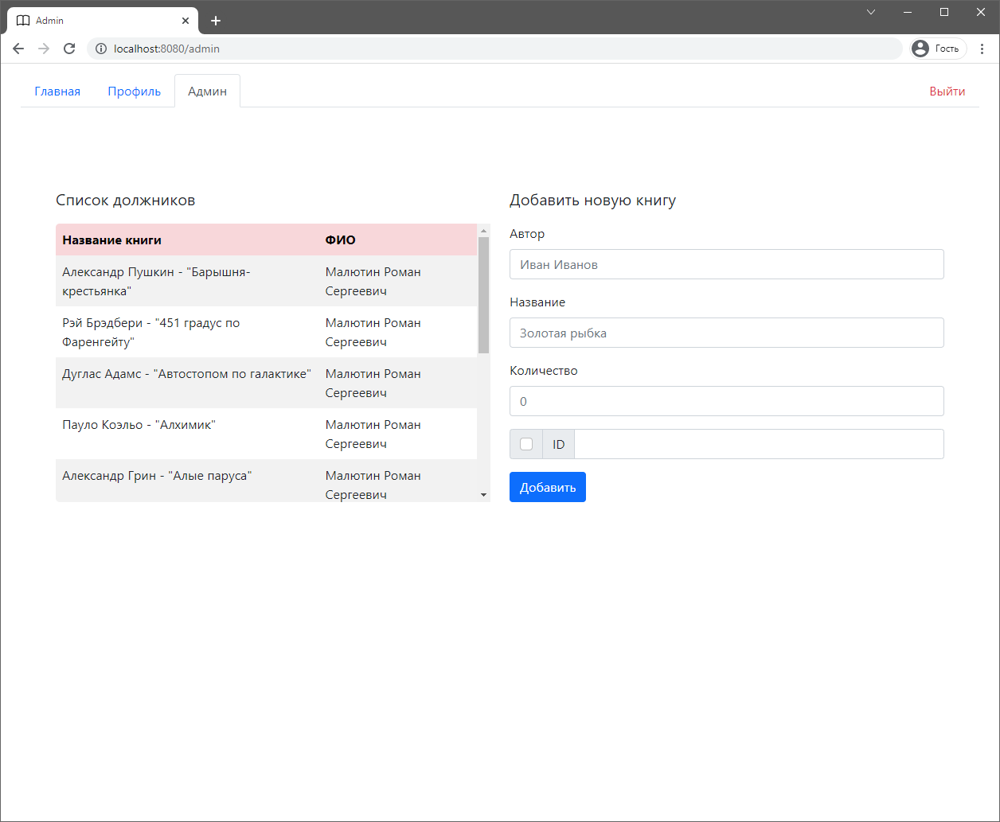 Admin
localhost:8080/admin
Гость
Главная
Профиль
Админ
Выйти
Список должников
Название книги ФИО
Александр Пушкин - "Барышня-
крестьянка"
Малютин Роман
Сергеевич
Рэй Брэдбери - "451 градус по
Фаренгейту"
Малютин Роман
Сергеевич
Дуглас Адамс - "Автостопом по галактике"
Малютин Роман
Сергеевич
Пауло Коэльо - "Алхимик"
Малютин Роман
Сергеевич
Александр Грин - "Алые паруса"
Малютин Роман
Сергеевич
Добавить новую книгу
Автор
Иван Иванов
Название
Золотая рыбка
Количество
0
ID
Добавить